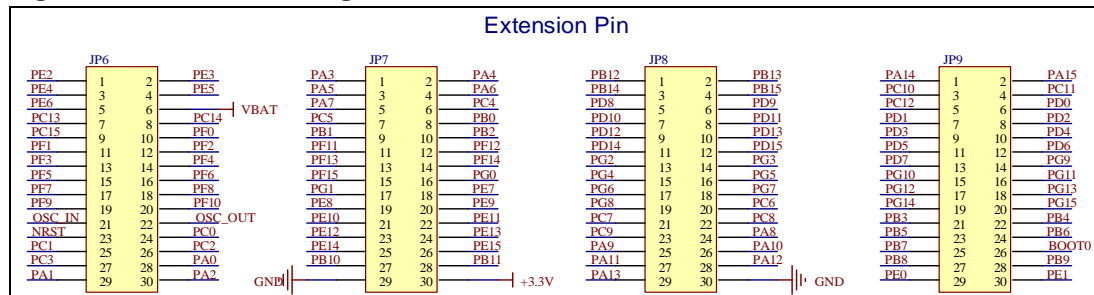 Extension Pin
JP6
PE2 1 2 PE3
PE4 3 4 PE5
PE6 5 6 VBAT
PC13 7 8 PC14
PC15 9 10 PF0
PF1 11 12 PF2
PF3 13 14 PF4
PF5 15 16 PF6
PF7 17 18 PF8
PF9 19 20 PF10
OSC_IN 21 22 OSC_OUT
NRST 23 24 PC0
PC1 25 26 PC2
PC3 27 28 PA0
PA1 29 30 PA2
JP7
PA3 1 2 PA4
PA5 3 4 PA6
PA7 5 6 PC4
PC5 7 8 PB0
PB1 9 10 PB2
PF11 11 12 PF12
PF13 13 14 PF14
PF15 15 16 PG0
PG1 17 18 PE7
PE8 19 20 PE9
PE10 21 22 PE11
PE12 23 24 PE13
PE14 25 26 PE15
PB10 27 28 PB11
GND 29 30 +3.3V
JP8
PB12 1 2 PB13
PB14 3 4 PB15
PD8 5 6 PD9
PD10 7 8 PD11
PD12 9 10 PD13
PD14 11 12 PD15
PG2 13 14 PG3
PG4 15 16 PG5
PG6 17 18 PG7
PG8 19 20 PC6
PC7 21 22 PC8
PC9 23 24 PA8
PA9 25 26 PA10
PA11 27 28 PA12
PA13 29 30 GND
JP9
PA14 1 2 PA15
PC10 3 4 PC11
PC12 5 6 PD0
PD1 7 8 PD2
PD3 9 10 PD4
PD5 11 12 PD6
PD7 13 14 PG9
PG10 15 16 PG11
PG12 17 18 PG13
PG14 19 20 PG15
PB3 21 22 PB4
PB5 23 24 PB6
PB7 25 26 BOOT0
PB8 27 28 PB9
PE0 29 30 PE1